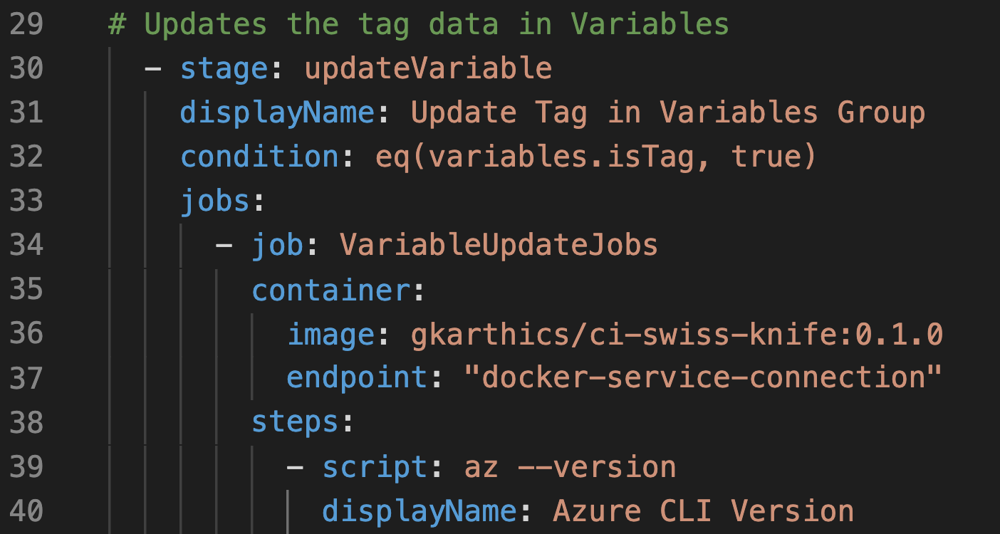 29 # Updates the tag data in Variables
30 - stage: updateVariable
31 displayName: Update Tag in Variables Group
32 condition: eq(variables.isTag, true)
33 jobs:
34 - job: VariableUpdateJobs
35 container:
36 image: gkarthics/ci-swiss-knife:0.1.0
37 endpoint: "docker-service-connection"
38 steps:
39 - script: az --version
40 displayName: Azure CLI Version